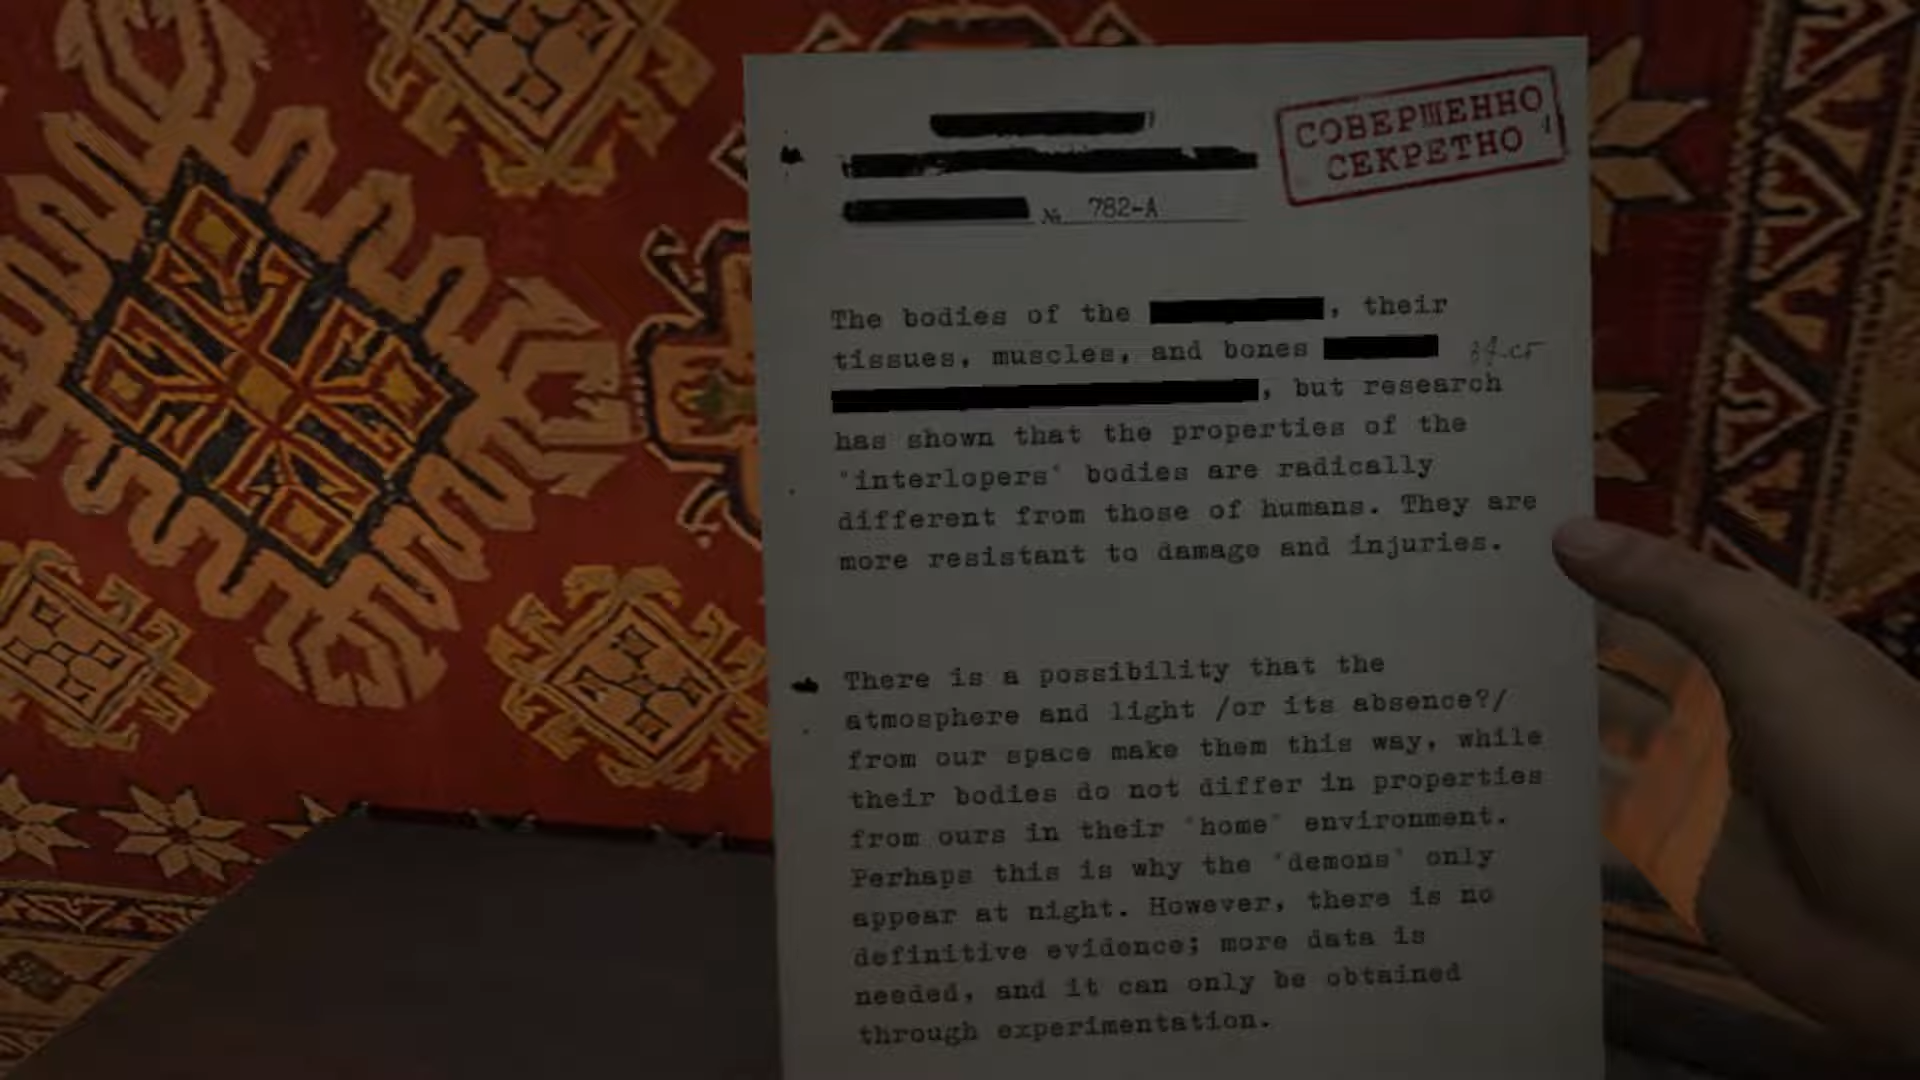 СОВЕРШЕННО
СЕКРЕТНО
№ 782-А
The bodies of the , their
tissues, muscles, and bones
, but research
has shown that the properties of the
"interlopers" bodies are radically
different from those of humans. They are
more resistant to damage and injuries.
There is a possibility that the
atmosphere and light /or its absence?/
from our space make them this way, while
their bodies do not differ in properties
from ours in their "home" environment.
Perhaps this is why the "demons" only
appear at night. However, there is no
definitive evidence; more data is
needed, and it can only be obtained
through experimentation.